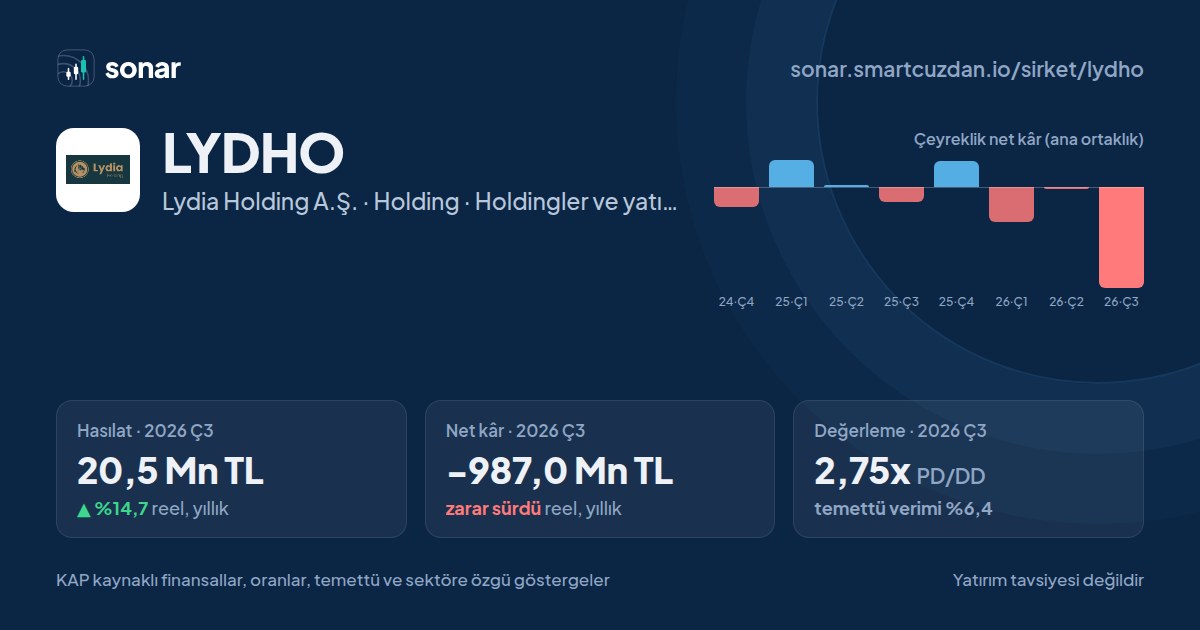 sonar
sonar.smartcuzdan.io/sirket/lydho
Lydia
LYDHO
Lydia Holding A.Ş. · Holding · Holdingler ve yatı...
Çeyreklik net kâr (ana ortaklık)
24·Ç4 25·Ç1 25·Ç2 25·Ç3 25·Ç4 26·Ç1 26·Ç2 26·Ç3
Hasılat · 2026 Ç3
20,5 Mn TL
▲ %14,7 reel, yıllık
Net kâr · 2026 Ç3
−987,0 Mn TL
zarar sürdü reel, yıllık
Değerleme · 2026 Ç3
2,75x PD/DD
temettü verimi %6,4
KAP kaynaklı finansallar, oranlar, temettü ve sektöre özgü göstergeler
Yatırım tavsiyesi değildir